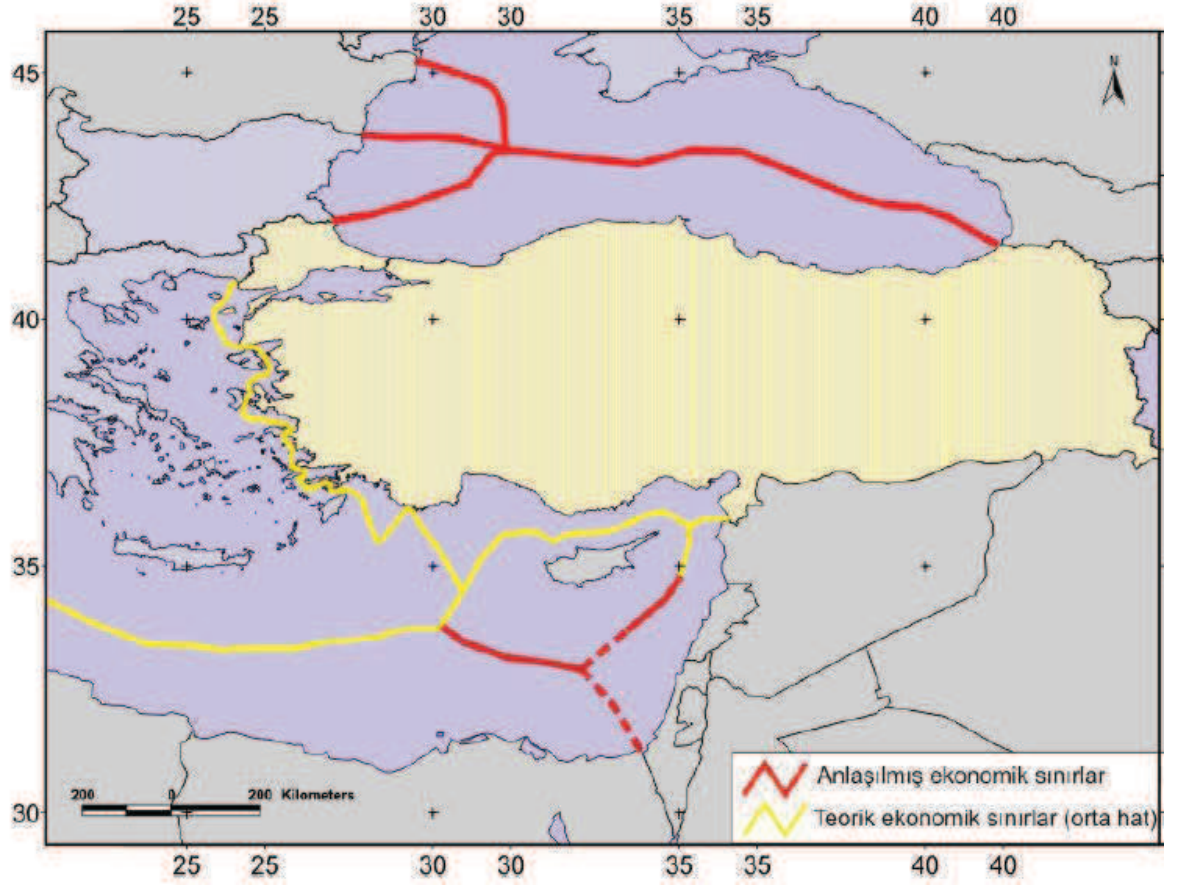 25 25 30 30 35 35 40 40
N
45
40
35
30
200 0 200 Kilometers
Anlaşılmış ekonomik sınırlar
Teorik ekonomik sınırlar (orta hat)
25 25 30 30 35 35 40 40